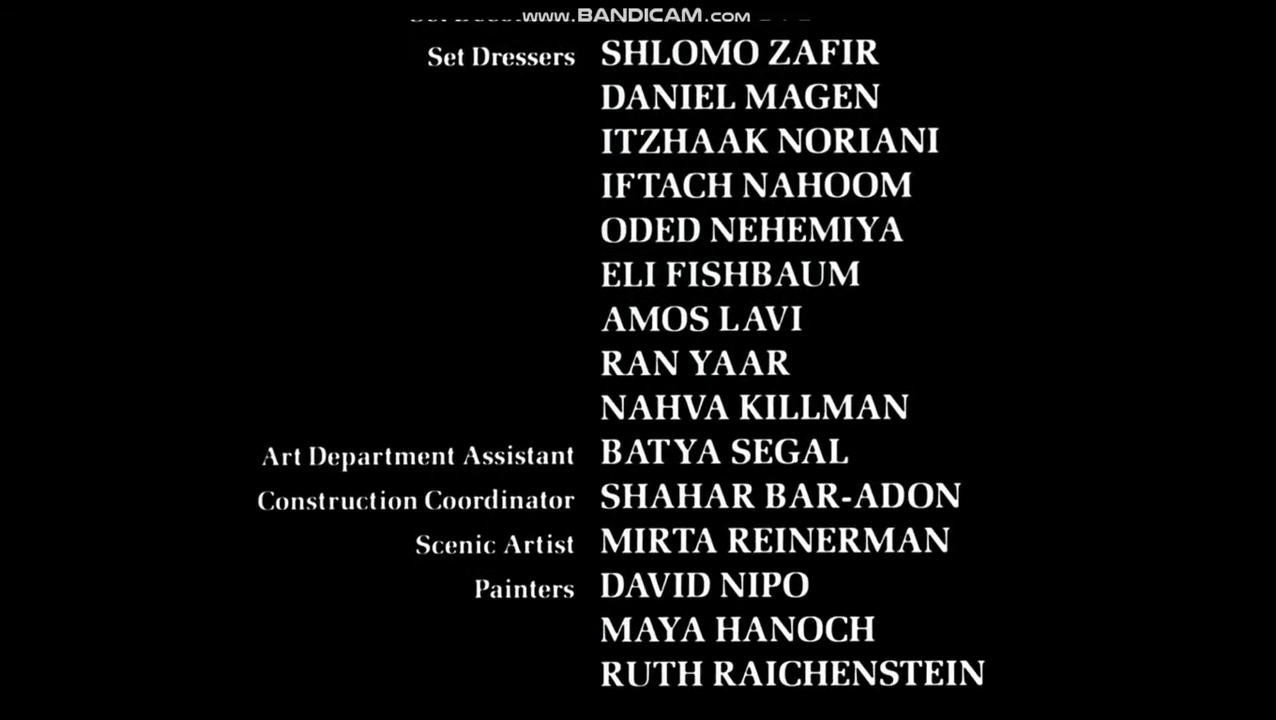 www.BANDICAM.com
Set Dressers SHLOMO ZAFIR
DANIEL MAGEN
ITZHAAK NORIANI
IFTACH NAHOOM
ODED NEHEMIYA
ELI FISHBAUM
AMOS LAVI
RAN YAAR
NAHVA KILLMAN
Art Department Assistant BATYA SEGAL
Construction Coordinator SHAHAR BAR-ADON
Scenic Artist MIRTA REINERMAN
Painters DAVID NIPO
MAYA HANOCH
RUTH RAICHENSTEIN